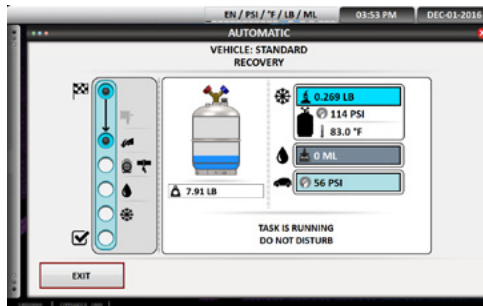 EN / PSI / °F / LB / ML
03:53 PM
DEC-01-2016
AUTOMATIC
VEHICLE: STANDARD
RECOVERY
0.269 LB
114 PSI
83.0 °F
0 ML
7.91 LB
56 PSI
TASK IS RUNNING
DO NOT DISTURB
EXIT